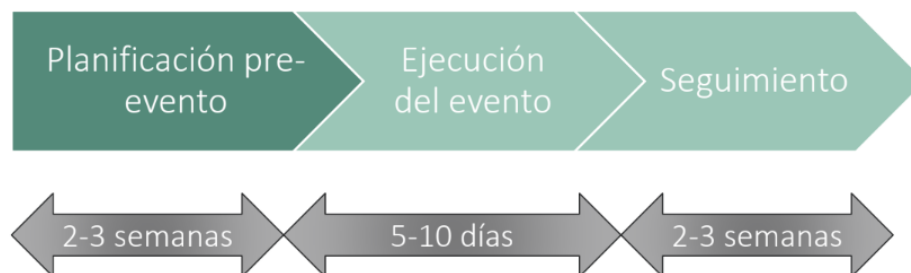 Planificación pre-
evento
Ejecución
del evento
Seguimiento
2-3 semanas
5-10 días
2-3 semanas